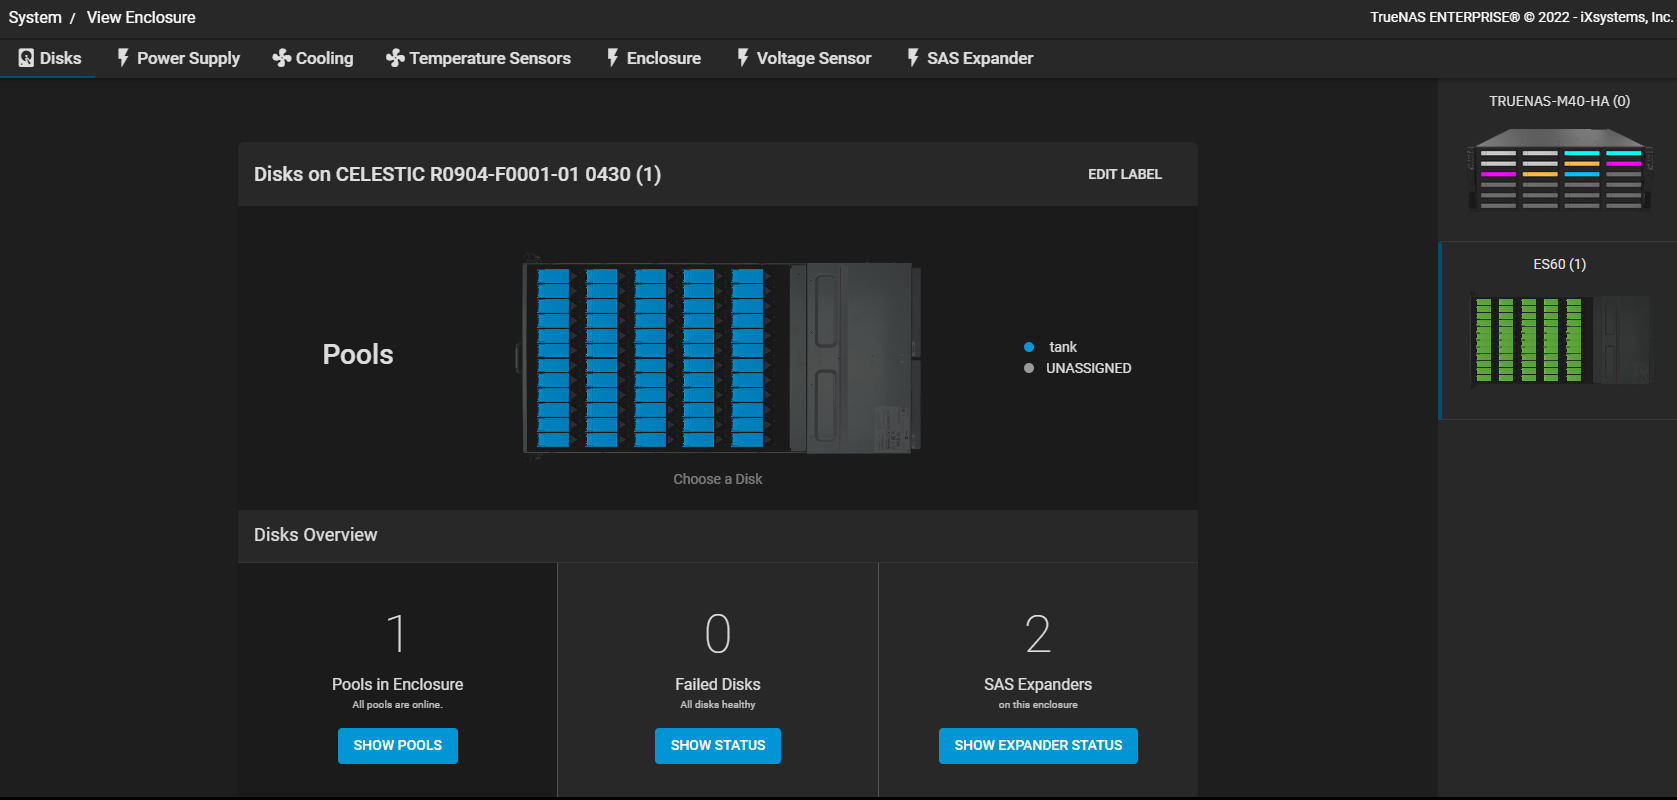 System / View Enclosure
TrueNAS ENTERPRISE® © 2022 - iXsystems, Inc.
Disks
Power Supply
Cooling
Temperature Sensors
Enclosure
Voltage Sensor
SAS Expander
TRUENAS-M40-HA (0)
ES60 (1)
Disks on CELESTIC R0904-F0001-01 0430 (1)
EDIT LABEL
Pools
tank
UNASSIGNED
Choose a Disk
Disks Overview
1
Pools in Enclosure
All pools are online.
SHOW POOLS
0
Failed Disks
All disks healthy
SHOW STATUS
2
SAS Expanders
on this enclosure
SHOW EXPANDER STATUS